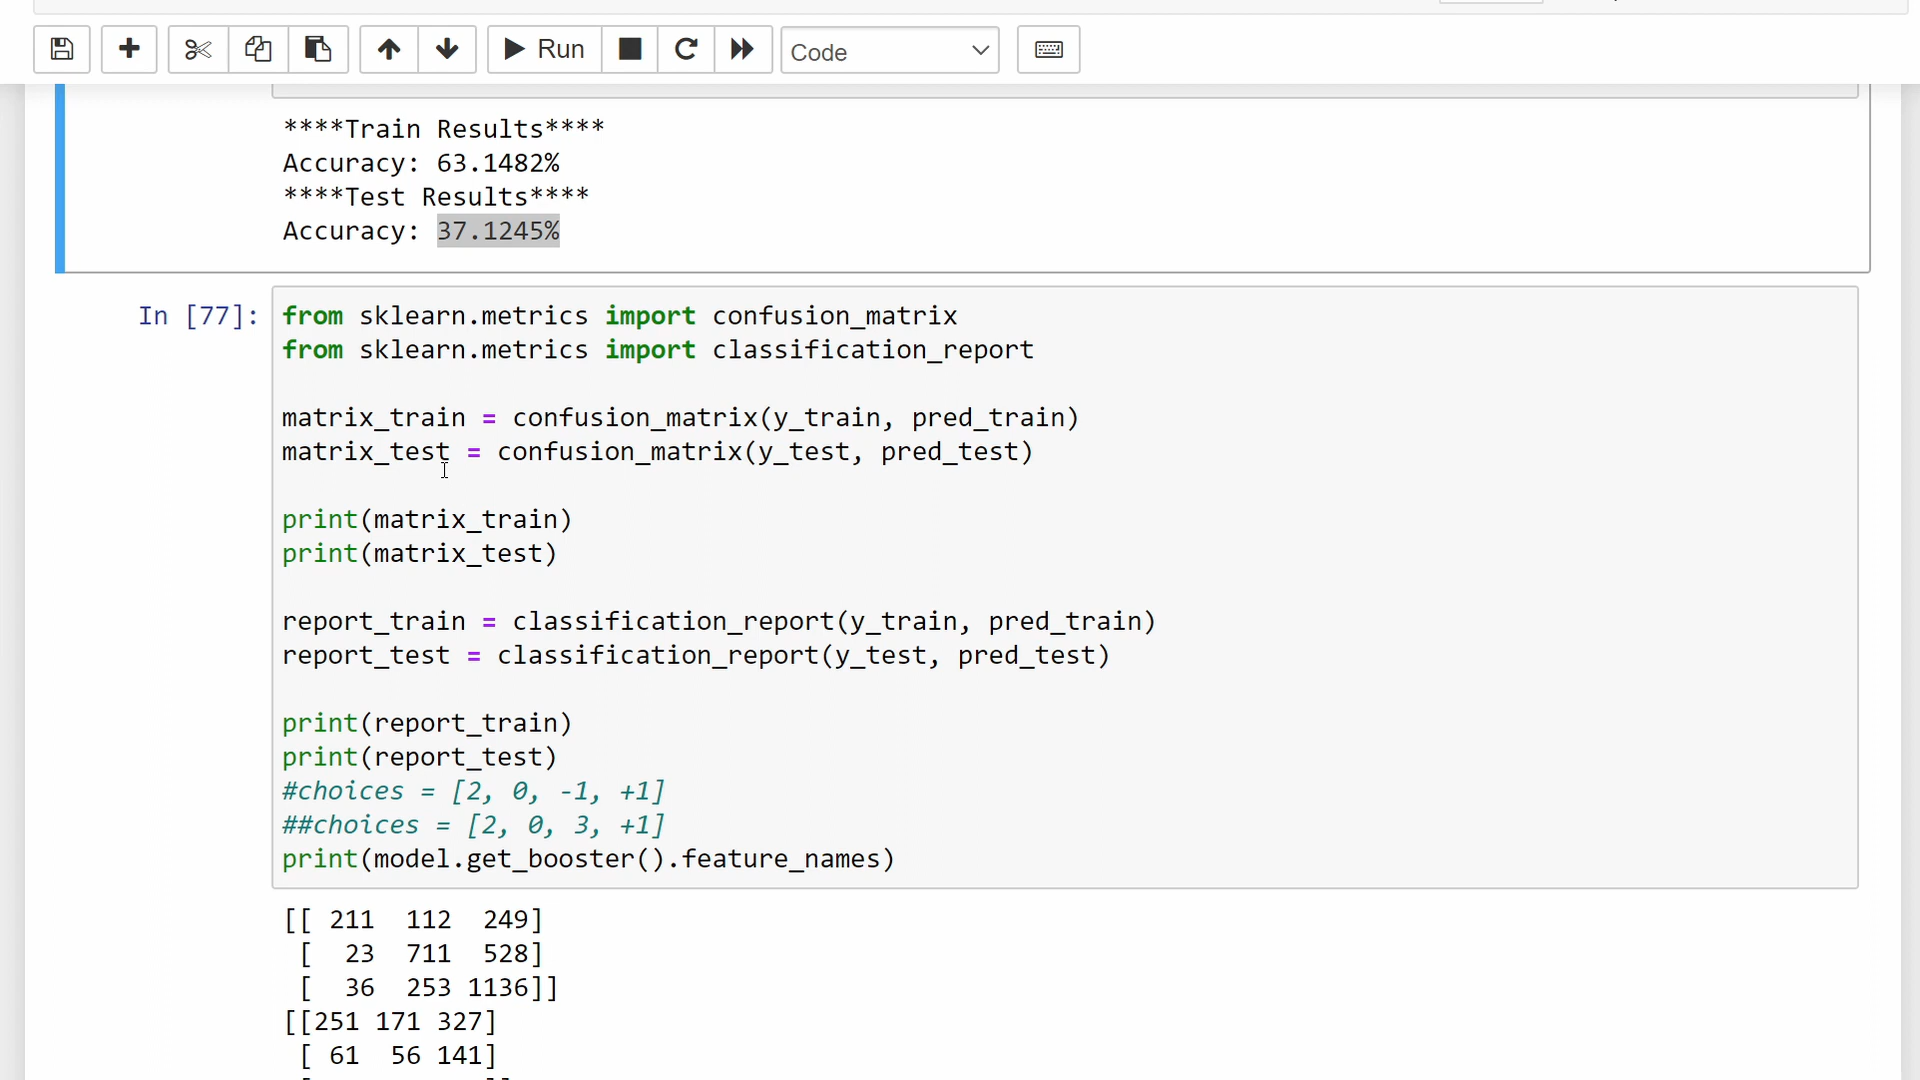 Run
Code
****Train Results****
Accuracy: 63.1482%
****Test Results****
Accuracy: 37.1245%
In [77]:
from sklearn.metrics import confusion_matrix
from sklearn.metrics import classification_report
matrix_train = confusion_matrix(y_train, pred_train)
matrix_test = confusion_matrix(y_test, pred_test)
print(matrix_train)
print(matrix_test)
report_train = classification_report(y_train, pred_train)
report_test = classification_report(y_test, pred_test)
print(report_train)
print(report_test)
#choices = [2, 0, -1, +1]
##choices = [2, 0, 3, +1]
print(model.get_booster().feature_names)
[[ 211 112 249]
[ 23 711 528]
[ 36 253 1136]]
[[251 171 327]
[ 61 56 141]